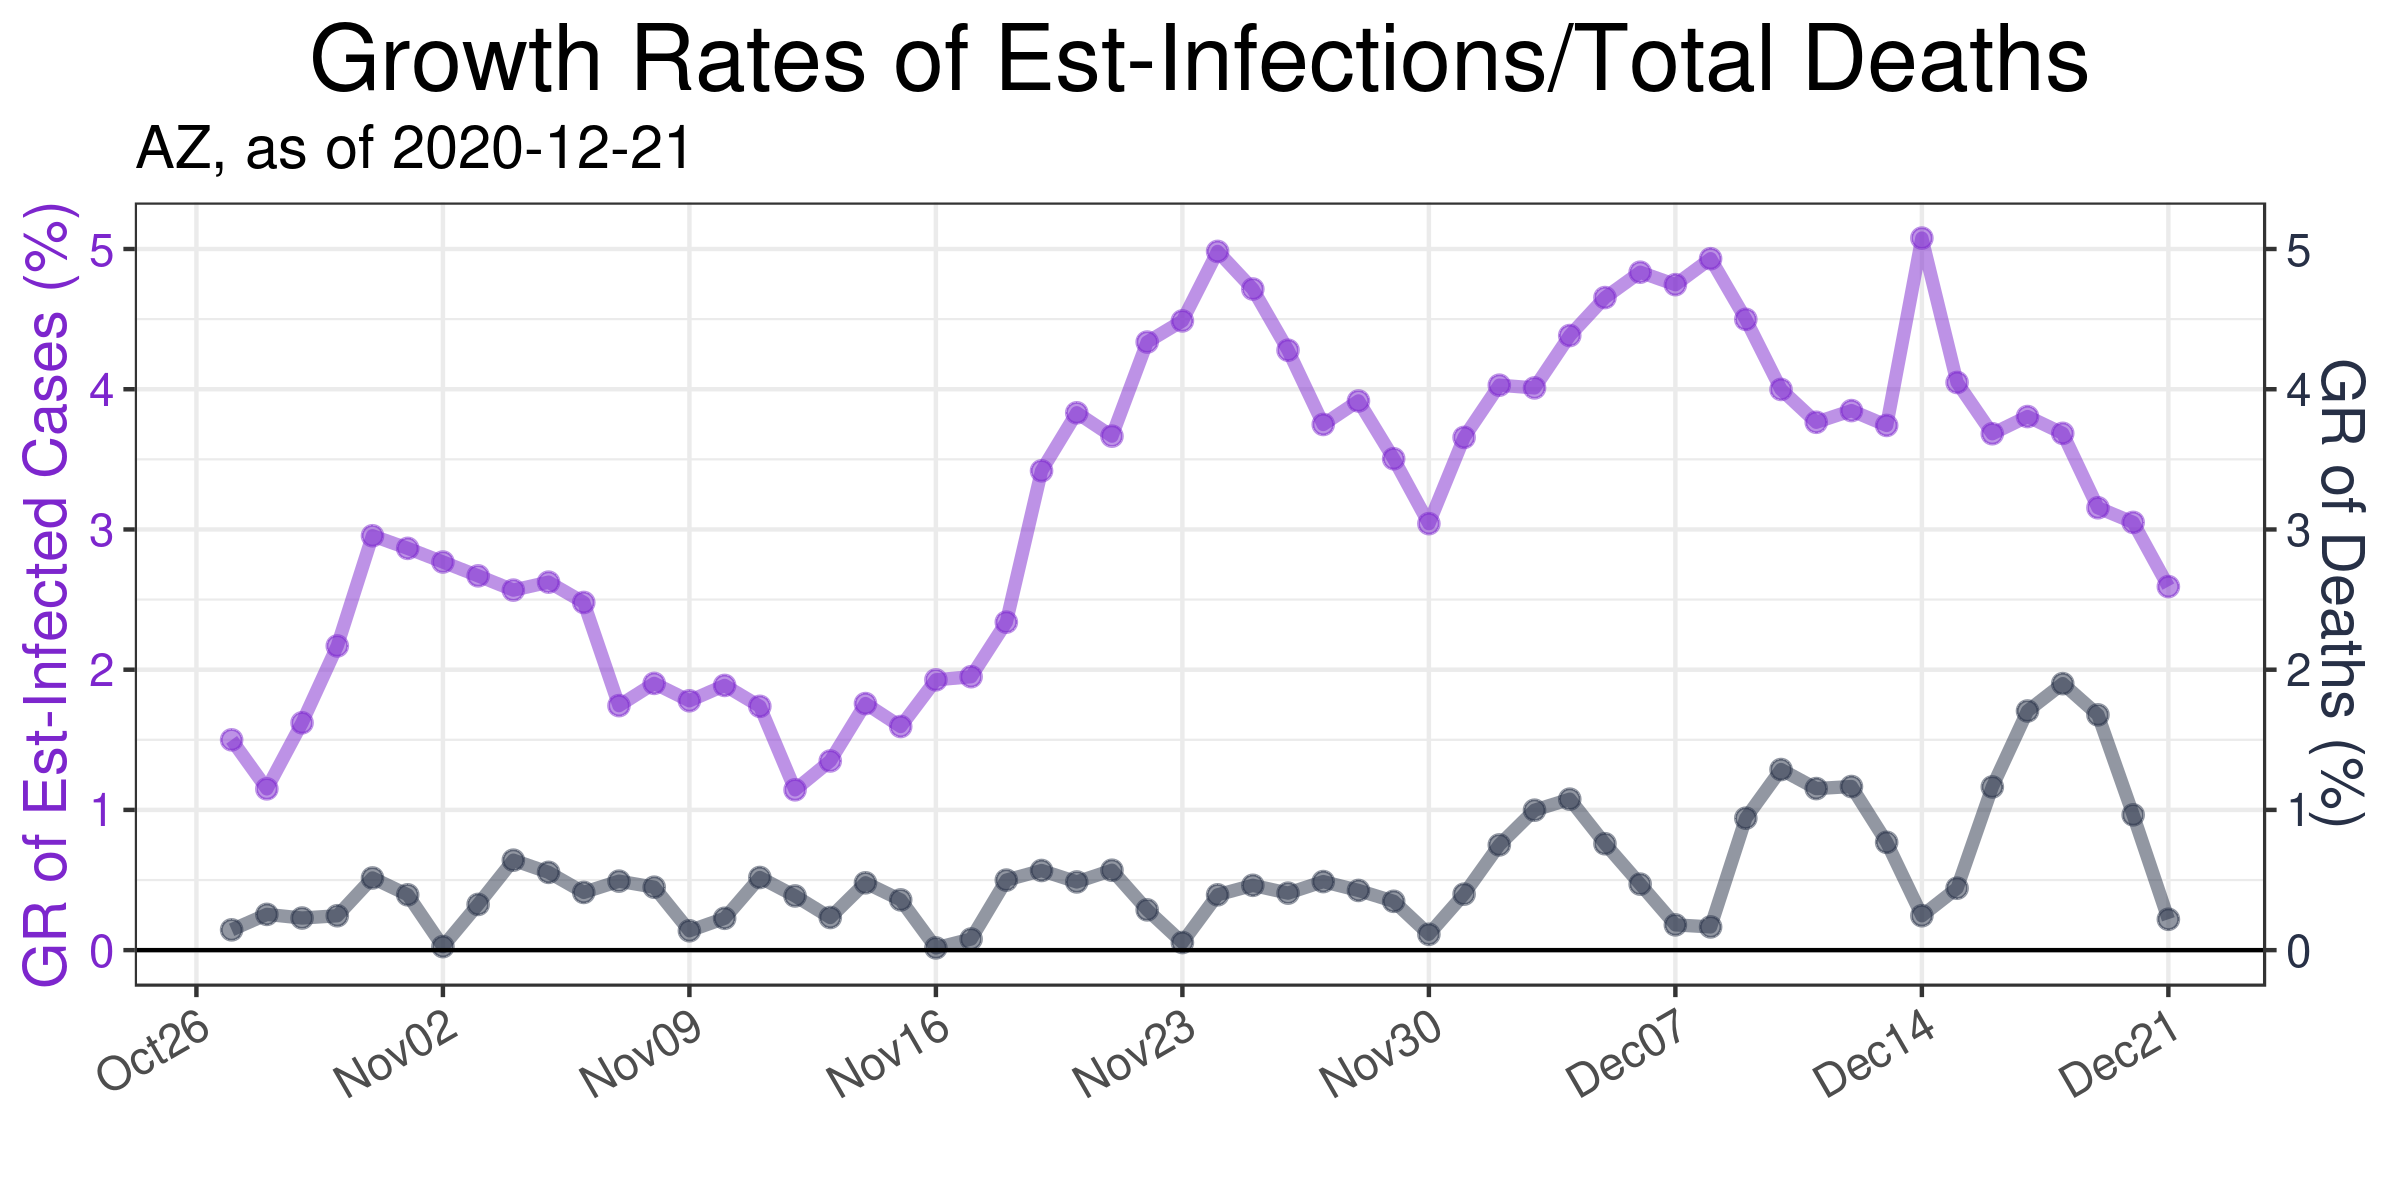 Growth Rates of Est-Infections/Total Deaths
AZ, as of 2020-12-21
GR of Est-Infected Cases (%)
5
4
3
2
1
0
5
4
3
2
1
0
GR of Deaths (%)
Oct26
Nov02
Nov09
Nov16
Nov23
Nov30
Dec07
Dec14
Dec21